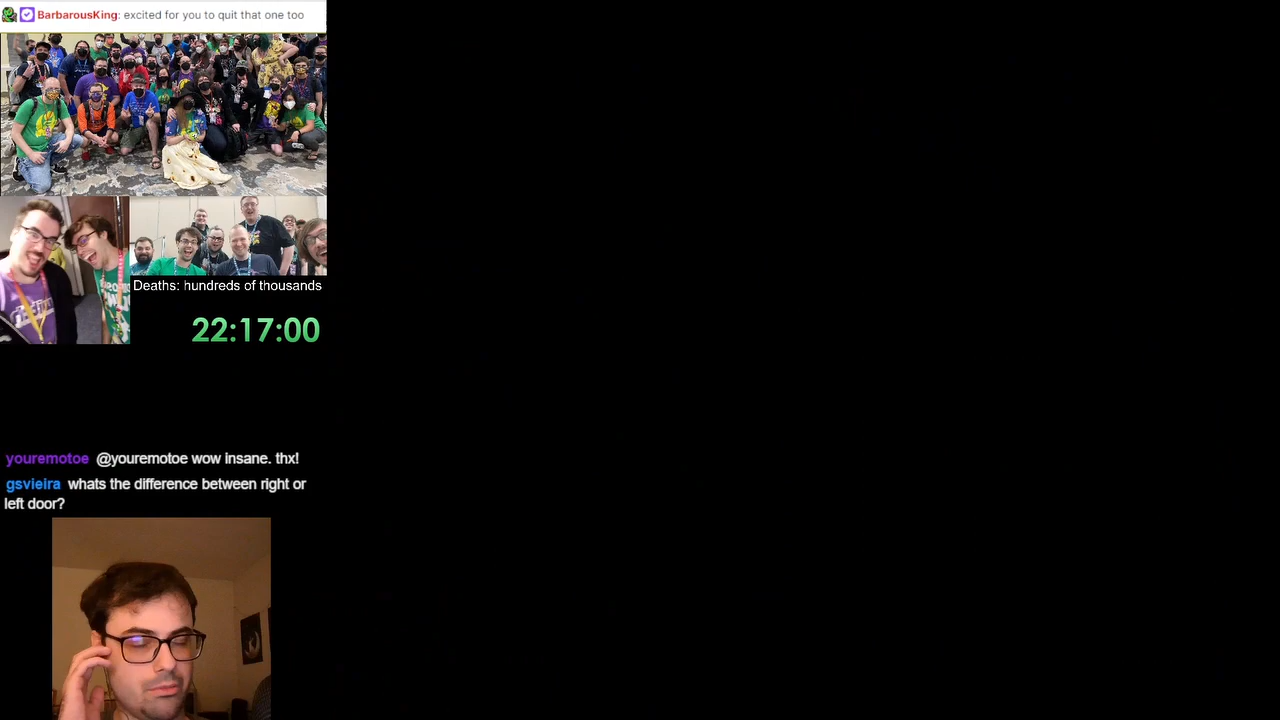 BarbarousKing: excited for you to quit that one too
Deaths: hundreds of thousands
22:17:00
youremotoe @youremotoe wow insane. thx!
gsvieira whats the difference between right or
left door?